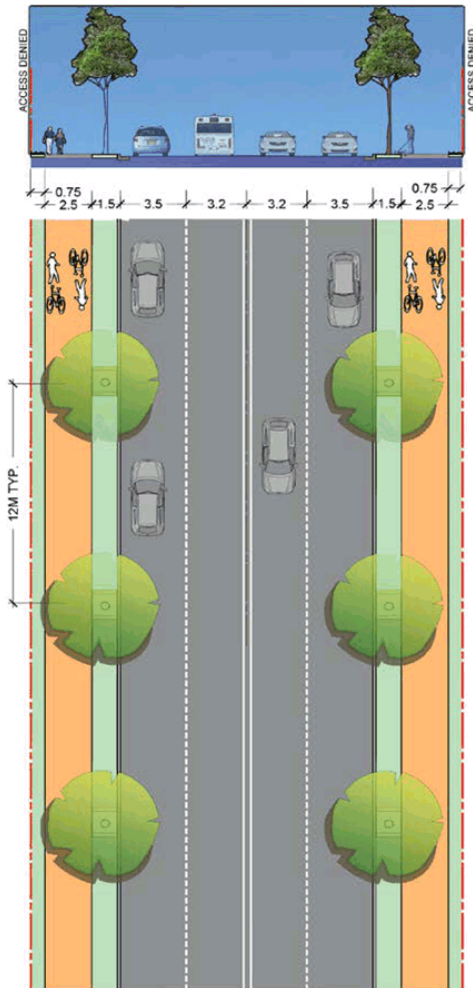 ACCESS DENIED
ACCESS DENIED
0.75
0.75
2.5 1.5 3.5 3.2 3.2 3.5 1.5 2.5
12M TYP.